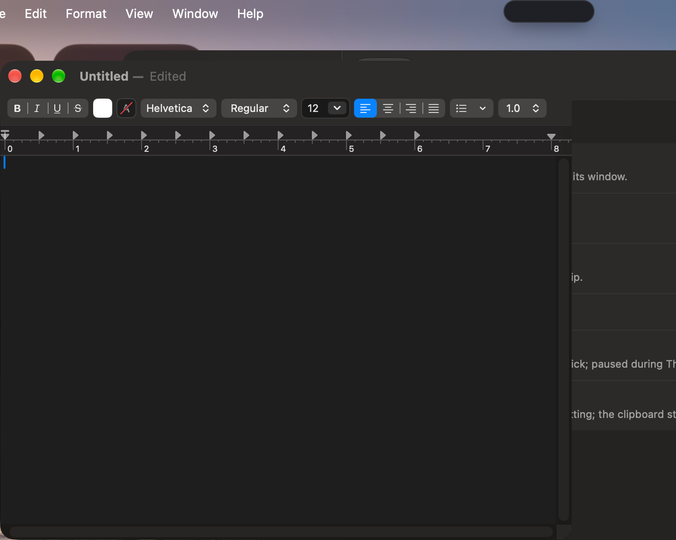 Edit Format View Window Help
Untitled — Edited
B I U S A Helvetica Regular 12 1.0
0 1 2 3 4 5 6 7 8
its window.
ip.
ick; paused during Th
tting; the clipboard st